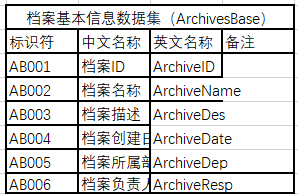 档案基本信息数据集（ArchivesBase）
标识符 中文名称 英文名称 备注
AB001 档案ID ArchiveID
AB002 档案名称 ArchiveName
AB003 档案描述 ArchiveDes
AB004 档案创建日 ArchiveDate
AB005 档案所属部 ArchiveDep
AB006 档案负责人 ArchiveResp